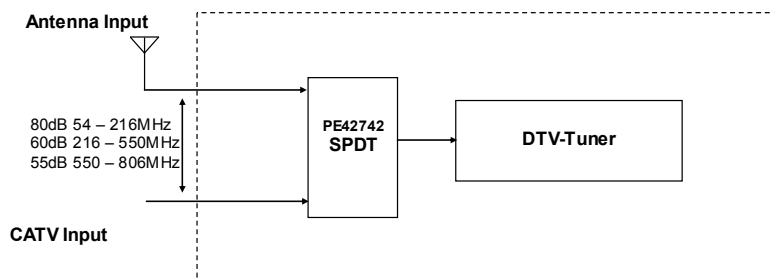 Antenna Input
80dB 54 – 216MHz
60dB 216 – 550MHz
55dB 550 – 806MHz
PE42742
SPDT
DTV-Tuner
CATV Input